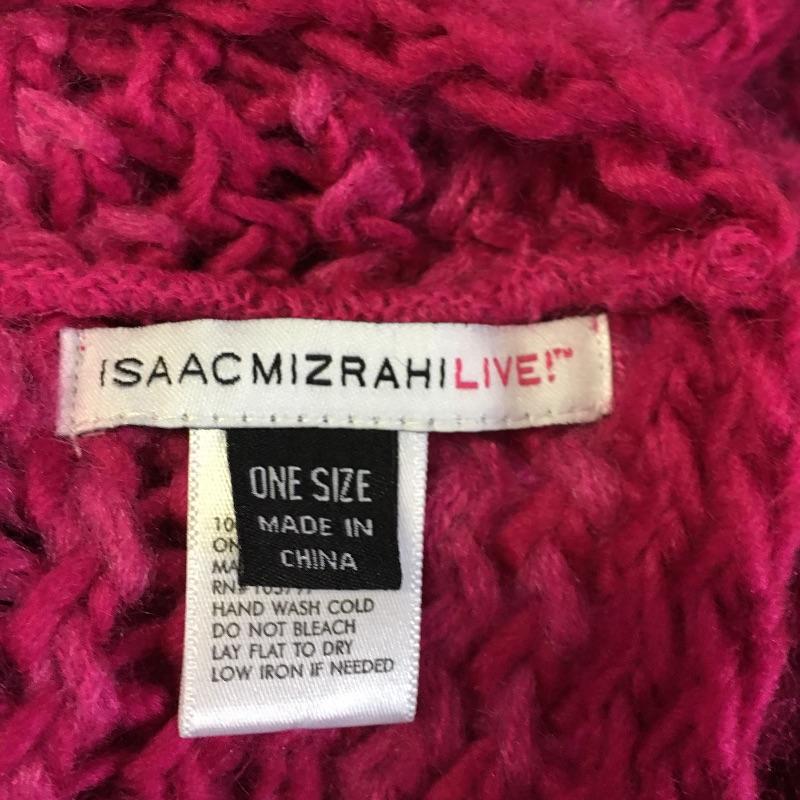 ISAACMIZRAHILIVE!™
ONE SIZE
MADE IN
CHINA
HAND WASH COLD
DO NOT BLEACH
LAY FLAT TO DRY
LOW IRON IF NEEDED